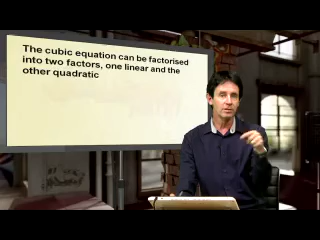 The cubic equation can be factorised
into two factors, one linear and the
other quadratic